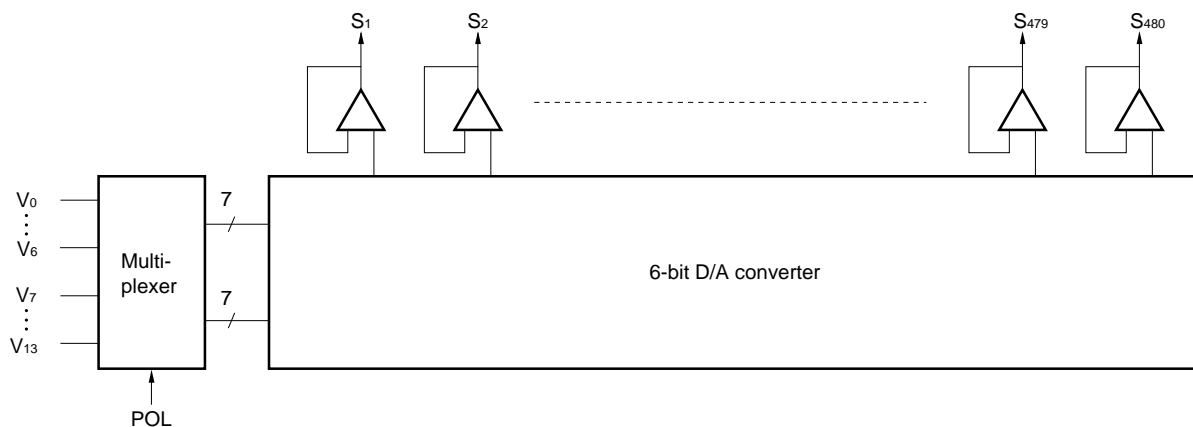 S1 S2 S479 S480
V0
V6
V7
V13
Multi-
plexer
7
7
6-bit D/A converter
POL